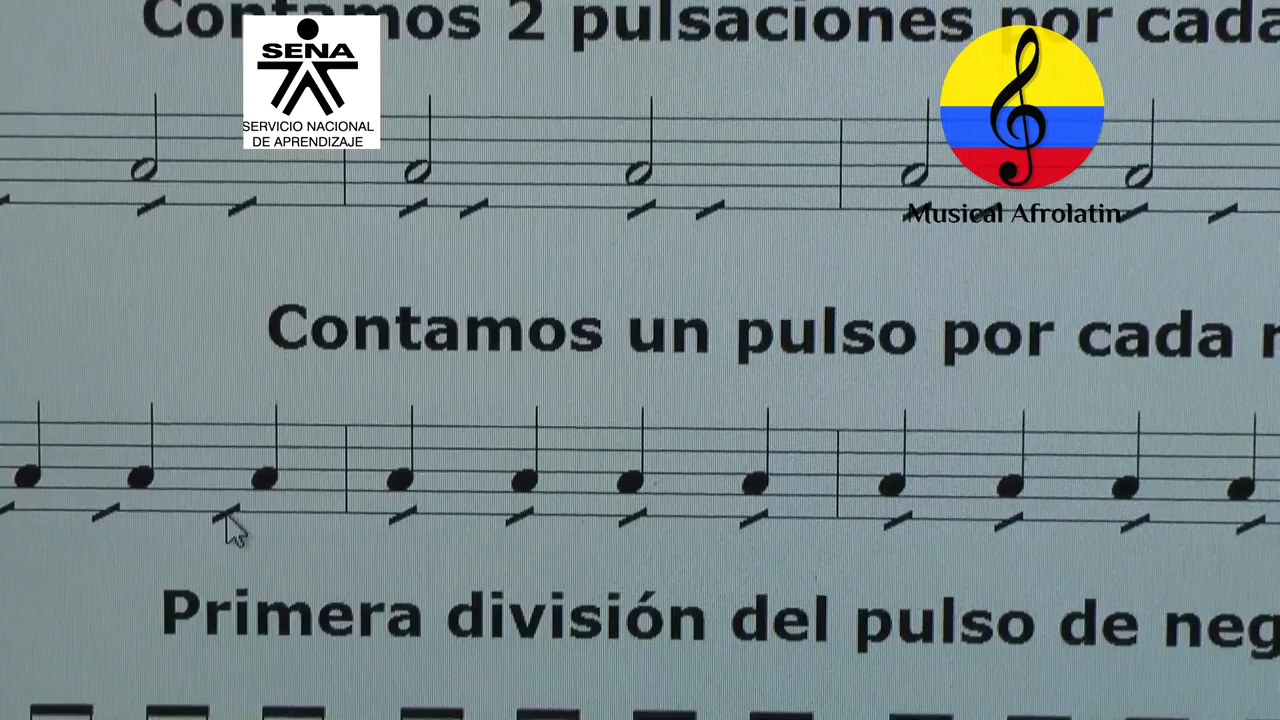 Contamos 2 pulsaciones por cada
SENA
SERVICIO NACIONAL
DE APRENDIZAJE
Musical Afrolatin
Contamos un pulso por cada
Primera división del pulso de neg